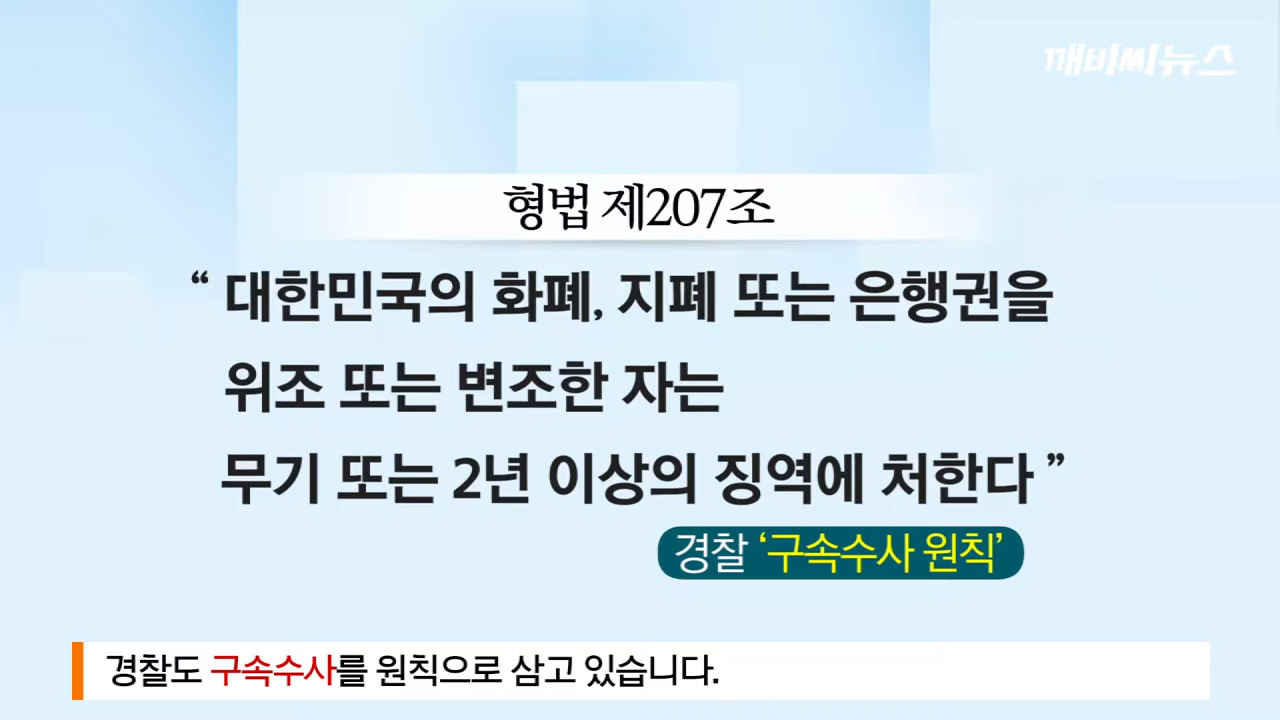 깨비씨뉴스
형법 제207조
“ 대한민국의 화폐, 지폐 또는 은행권을
위조 또는 변조한 자는
무기 또는 2년 이상의 징역에 처한다 ”
경찰 ‘구속수사 원칙’
경찰도 구속수사를 원칙으로 삼고 있습니다.